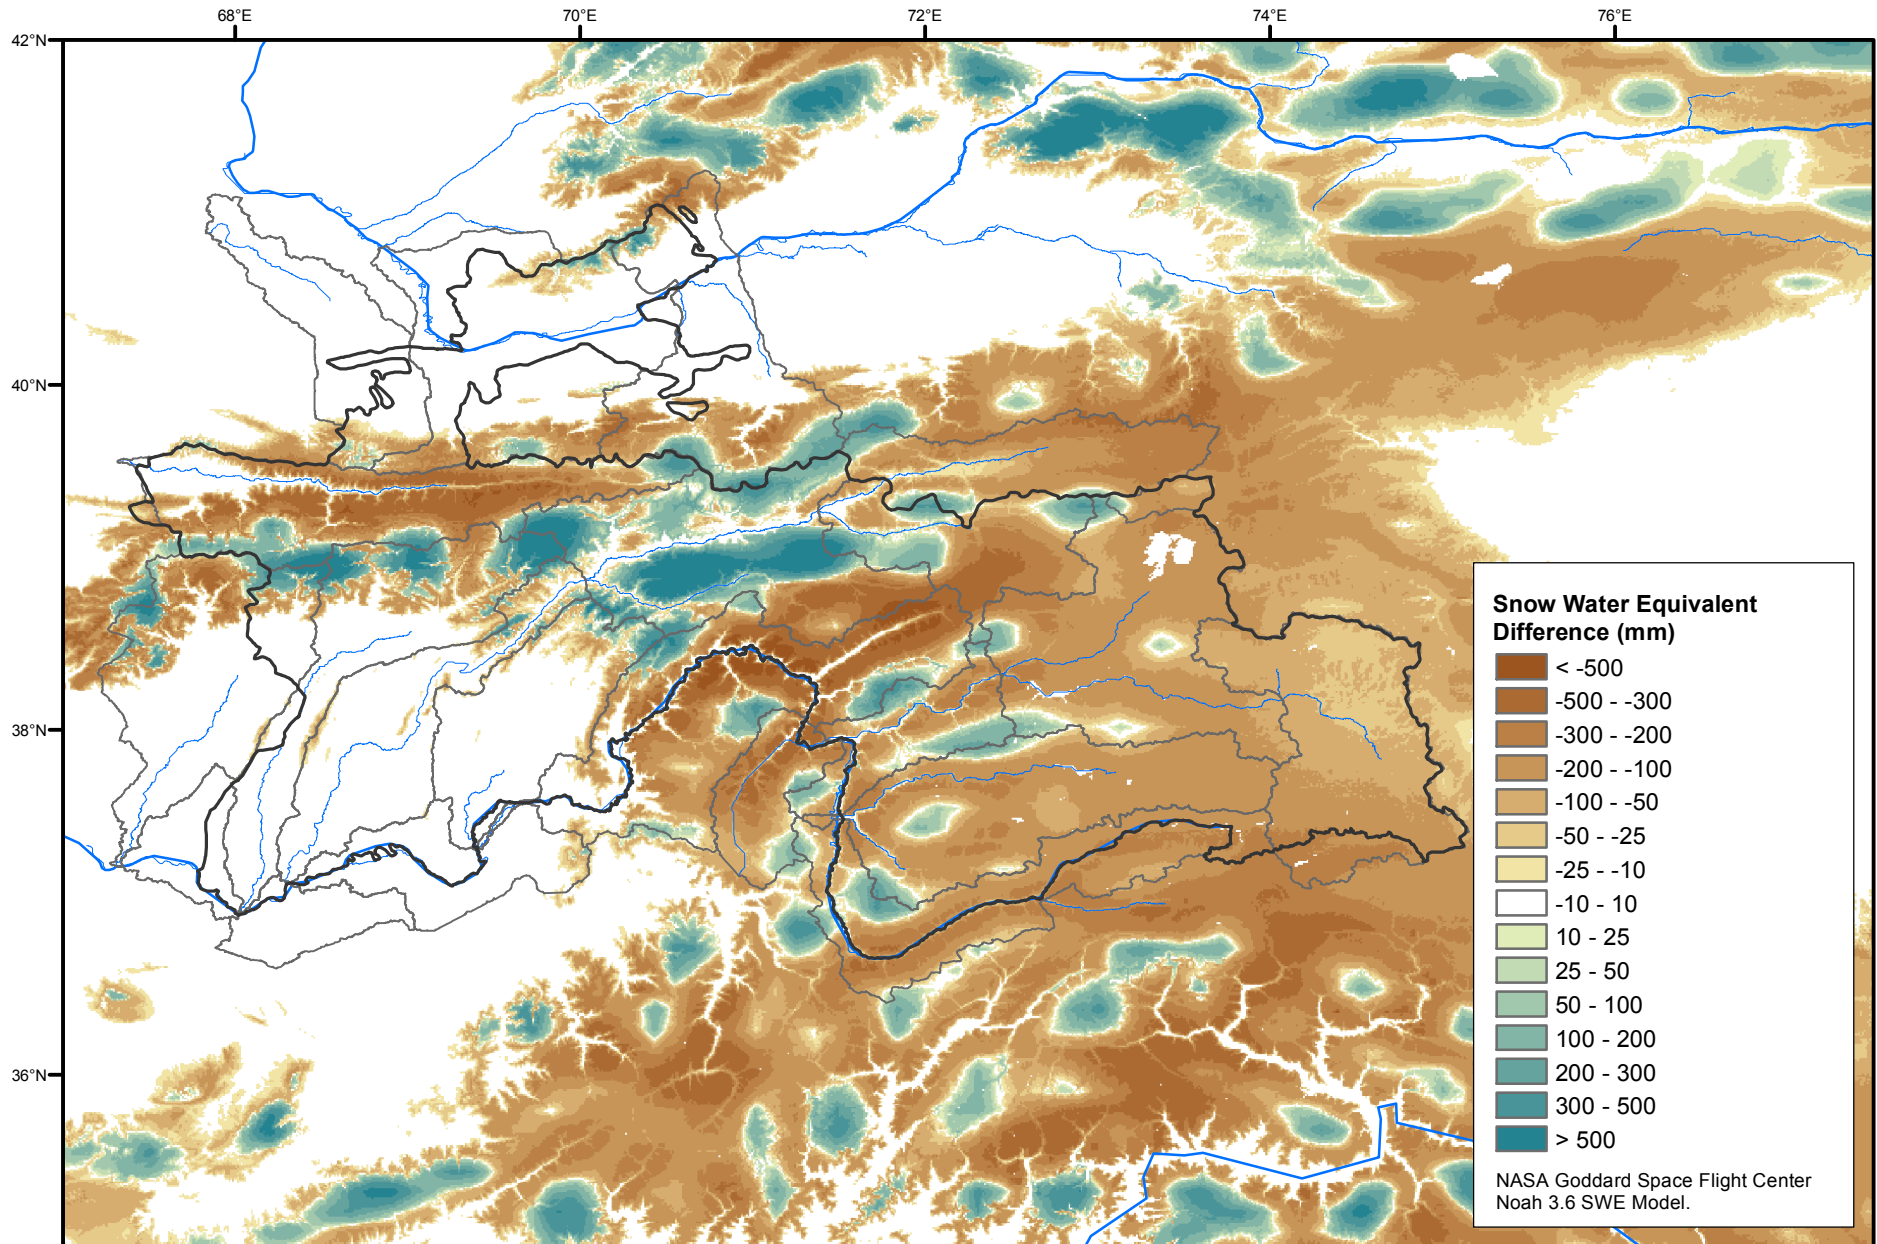 68°E 70°E 72°E 74°E 76°E
42°N
40°N
38°N
36°N
Snow Water Equivalent
Difference (mm)
< -500
-500 - -300
-300 - -200
-200 - -100
-100 - -50
-50 - -25
-25 - -10
-10 - 10
10 - 25
25 - 50
50 - 100
100 - 200
200 - 300
300 - 500
> 500
NASA Goddard Space Flight Center
Noah 3.6 SWE Model.